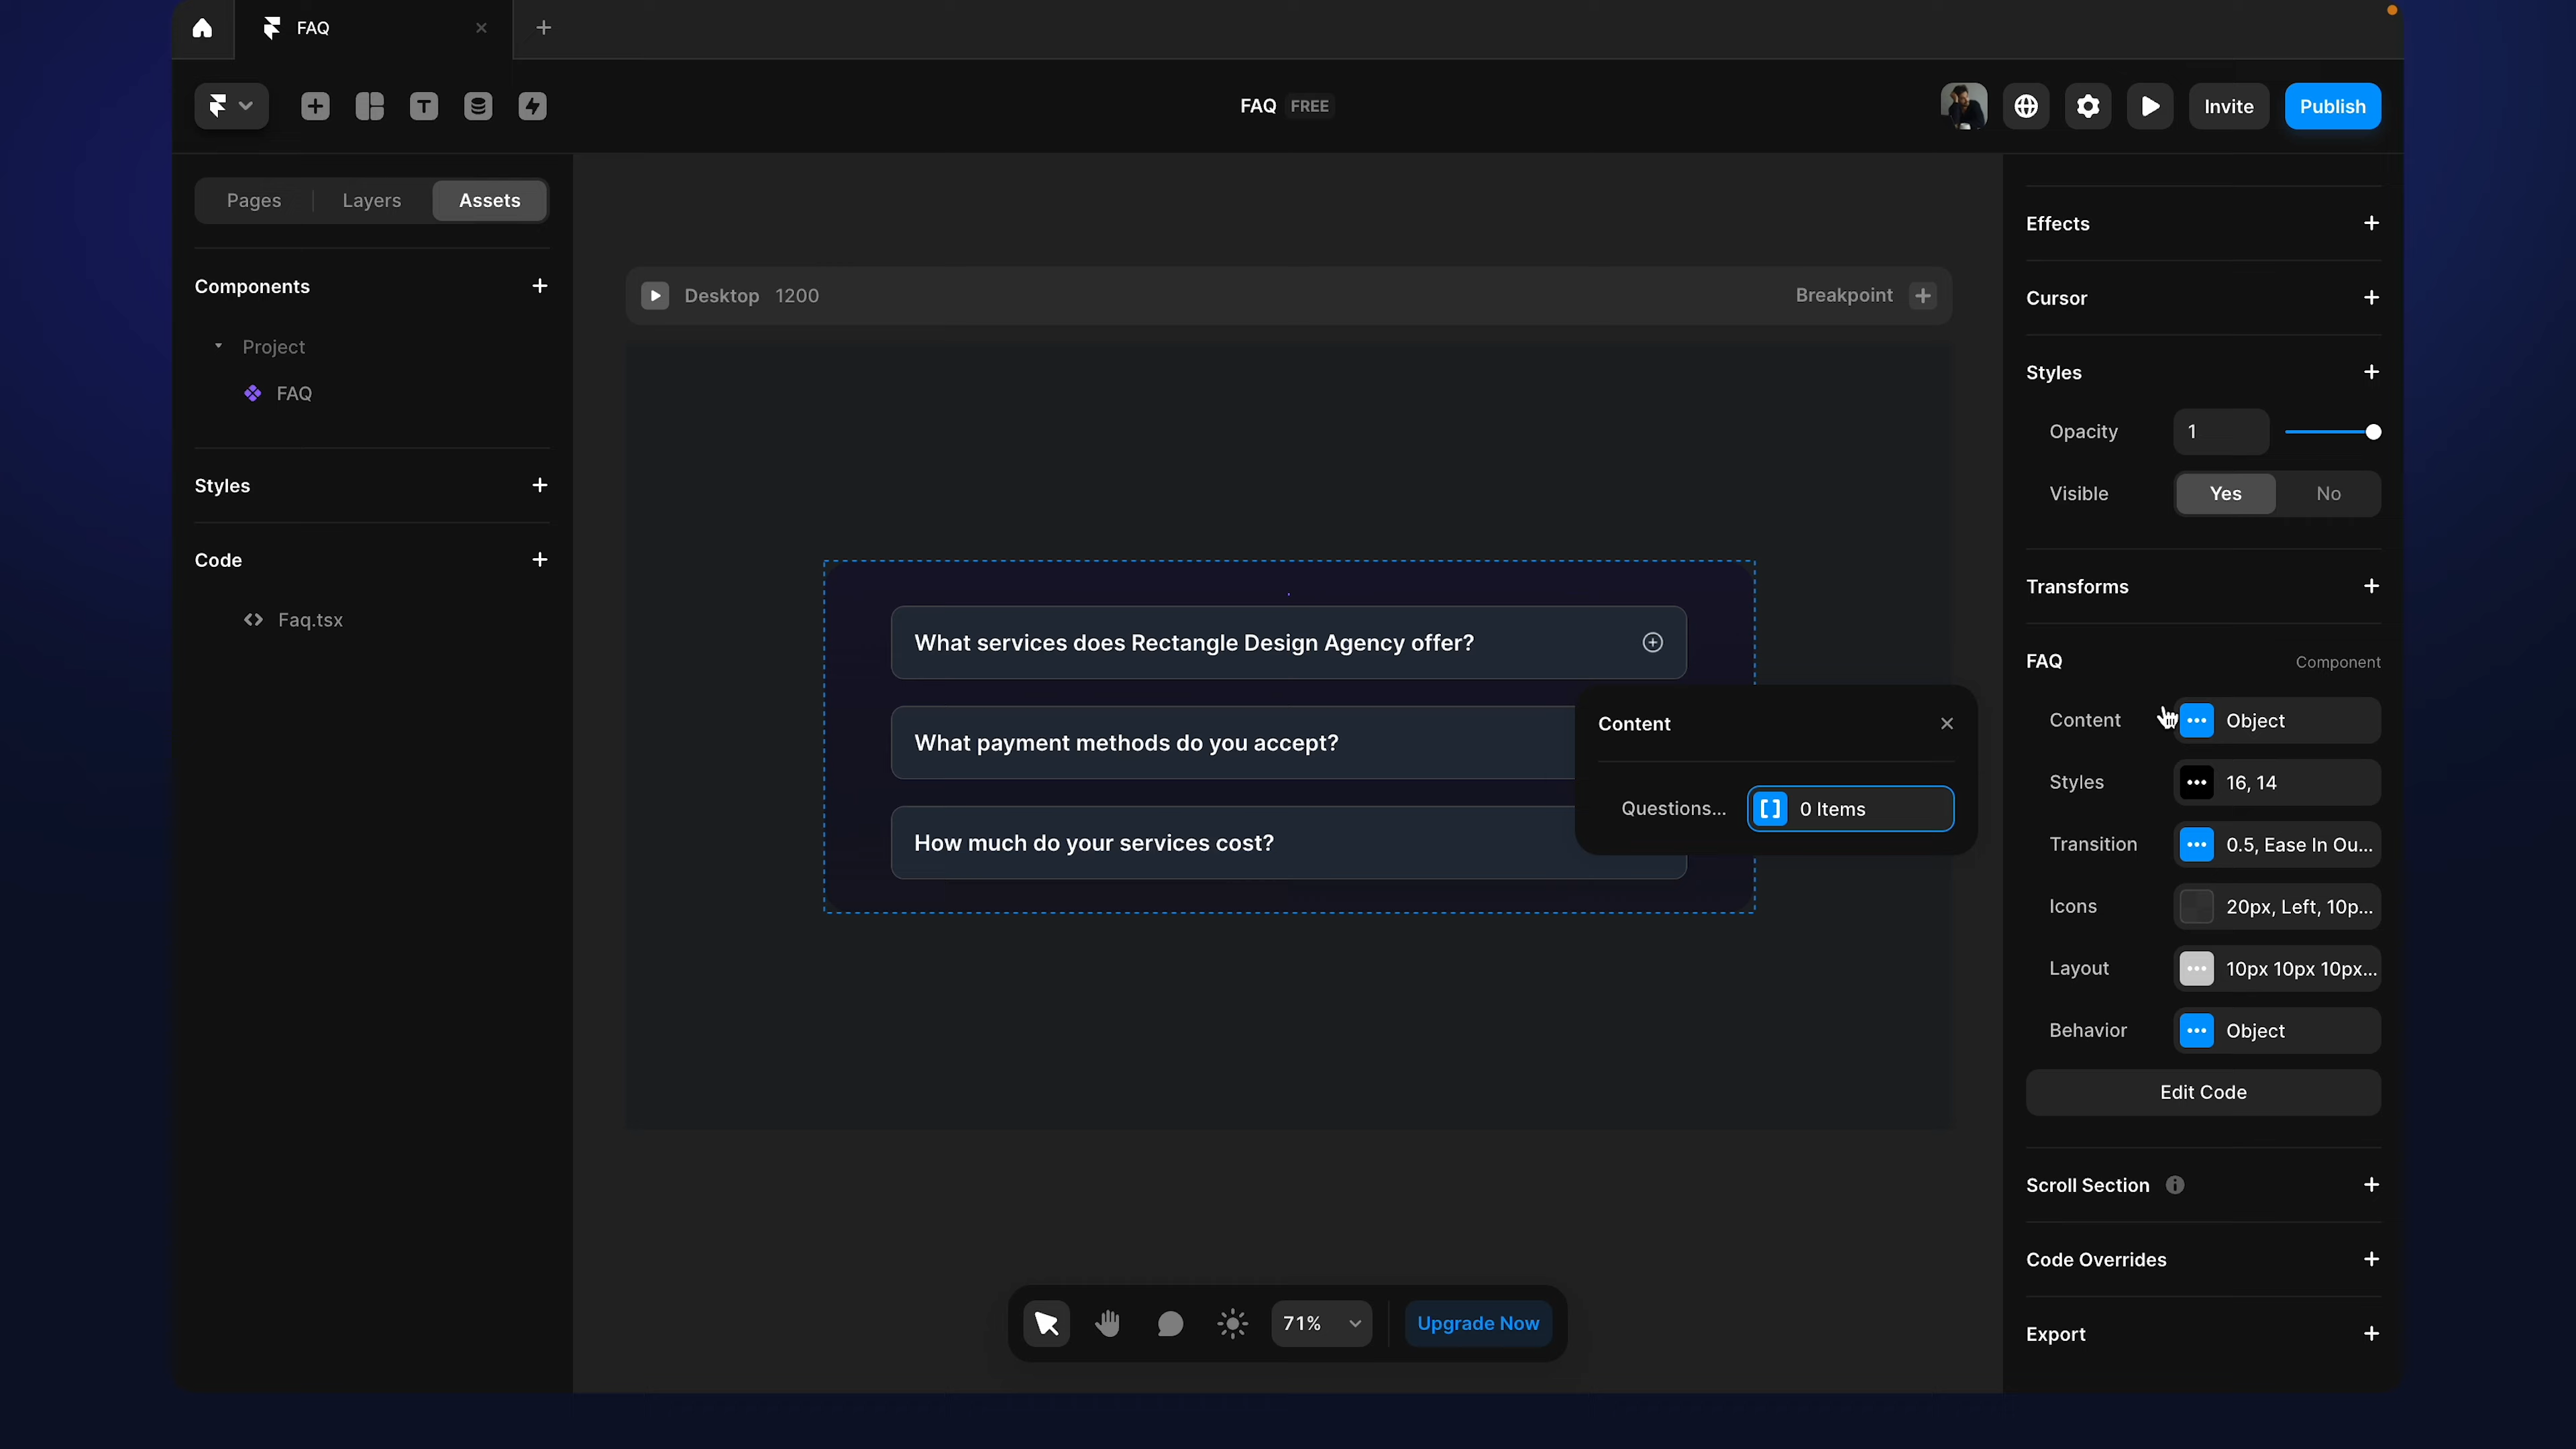 FAQ
FAQ FREE
Invite
Publish
Pages
Layers
Assets
Components
Project
FAQ
Styles
Code
Faq.tsx
Desktop 1200
Breakpoint
What services does Rectangle Design Agency offer?
What payment methods do you accept?
How much do your services cost?
Content
Questions... 0 Items
71%
Upgrade Now
Effects
Cursor
Styles
Opacity 1
Visible Yes No
Transforms
FAQ Component
Content Object
Styles 16, 14
Transition 0.5, Ease In Ou...
Icons 20px, Left, 10p...
Layout 10px 10px 10px...
Behavior Object
Edit Code
Scroll Section
Code Overrides
Export